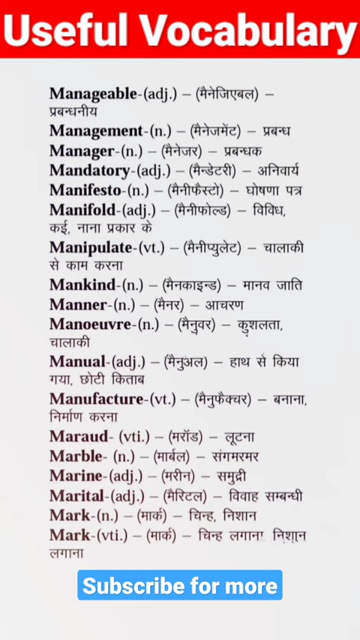 Useful Vocabulary
Manageable-(adj.) – (मैनेजिएबल) –
प्रबन्धनीय
Management-(n.) – (मैनेजमेंट) – प्रबन्ध
Manager-(n.) – (मैनेजर) – प्रबन्धक
Mandatory-(adj.) – (मैन्डेटरी) – अनिवार्य
Manifesto-(n.) – (मैनीफैस्टो) – घोषणा पत्र
Manifold-(adj.) – (मैनीफोल्ड) – विविध,
कई, नाना प्रकार के
Manipulate-(vt.) – (मैनीप्युलेट) – चालाकी
से काम करना
Mankind-(n.) – (मैनकाइन्ड) – मानव जाति
Manner-(n.) – (मैनर) – आचरण
Manoeuvre-(n.) – (मैनुवर) – कुशलता,
चालाकी
Manual-(adj.) – (मैनुअल) – हाथ से किया
गया, छोटी किताब
Manufacture-(vt.) – (मैनुफैक्चर) – बनाना,
निर्माण करना
Maraud- (vti.) – (मरॉड) – लूटना
Marble- (n.) – (मार्बल) – संगमरमर
Marine-(adj.) – (मरीन) – समुद्री
Marital-(adj.) – (मैरिटल) – विवाह सम्बन्धी
Mark-(n.) – (मार्क) – चिन्ह, निशान
Mark-(vti.) – (मार्क) – चिन्ह लगाना, निशान
लगाना
Subscribe for more